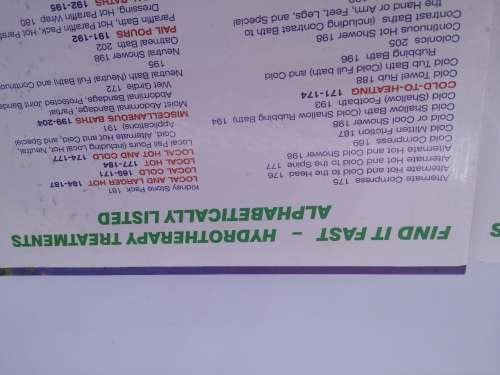 FIND IT FAST – HYDROTHERAPY TREATMENTS
ALPHABETICALLY LISTED
Alternate Compress 175
Alternate Hot and Cold to the Head 176
Alternate Hot and Cold to the Spine 177
Alternate Hot and Cold Shower 198
Cold Compress 169
Cold Mitten Friction 187
Cold or Cool Shower 198
Cold (Shallow) Bath (Shallow Rubbing Bath) 194
Cold (Shallow) Footbath 193
COLD-TO-HEATING 171-174
Cold Towel Rub 188
Cold Tub Bath (Cold Full bath) and Cold
Rubbing Bath 196
Colonics 205
Continuous Hot Shower 198
Contrast Baths (including Contrast Bath to
the Hand or Arm, Feet, Legs, and Special
Kidney Stone Pack 181
LOCAL AND LARGER HOT 184-187
LOCAL COLD 169-171
LOCAL HOT 177-184
LOCAL HOT AND COLD 174-177
Local Pail Pours (including Local Hot, Neutral,
Cold, Alternate Hot and Cold, and Special
Applications) 191
MISCELLANEOUS BATHS 199-204
Moist Abdominal Bandage, Partial
Abdominal Bandage, Protected, Joint Band
Wet Girdle 172
Neutral Bath (Neutral Full Bath) and Continuo
195
Neutral Shower 198
Oatmeal Bath 202
PAIL POURS 191-192
Paraffin Bath, Hot Paraffin Pack, Hot Paraf
Dressing, Hot Paraffin Wrap 180
BATHS 192-195
S